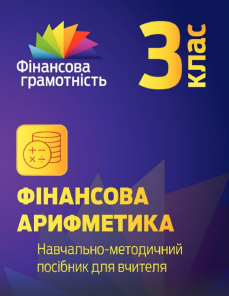 Фінансова
грамотність
3 клас
ФІНАНСОВА
АРИФМЕТИКА
Навчально-методичний
посібник для вчителя